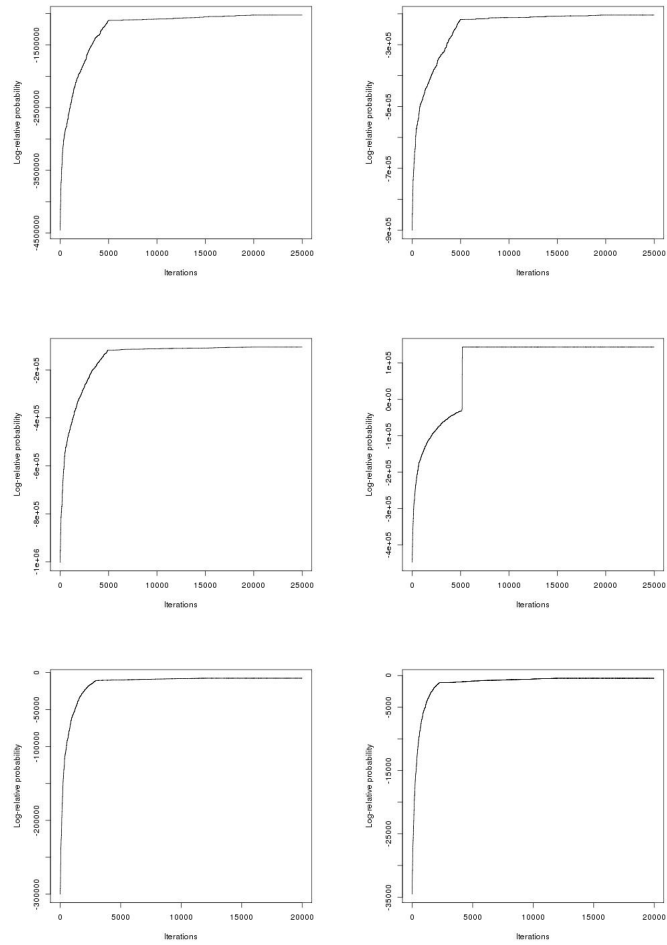 Log-relative probability
-1500000
-2500000
-3500000
-4500000
0 5000 10000 15000 20000 25000
Iterations
Log-relative probability
-3e+05
-5e+05
-7e+05
-9e+05
0 5000 10000 15000 20000 25000
Iterations
Log-relative probability
-2e+05
-4e+05
-6e+05
-8e+05
-1e+06
0 5000 10000 15000 20000 25000
Iterations
Log-relative probability
1e+05
0e+00
-1e+05
-2e+05
-3e+05
-4e+05
0 5000 10000 15000 20000 25000
Iterations
Log-relative probability
0
-50000
-100000
-200000
-300000
0 5000 10000 15000 20000
Iterations
Log-relative probability
0
-5000
-15000
-25000
-35000
0 5000 10000 15000 20000
Iterations